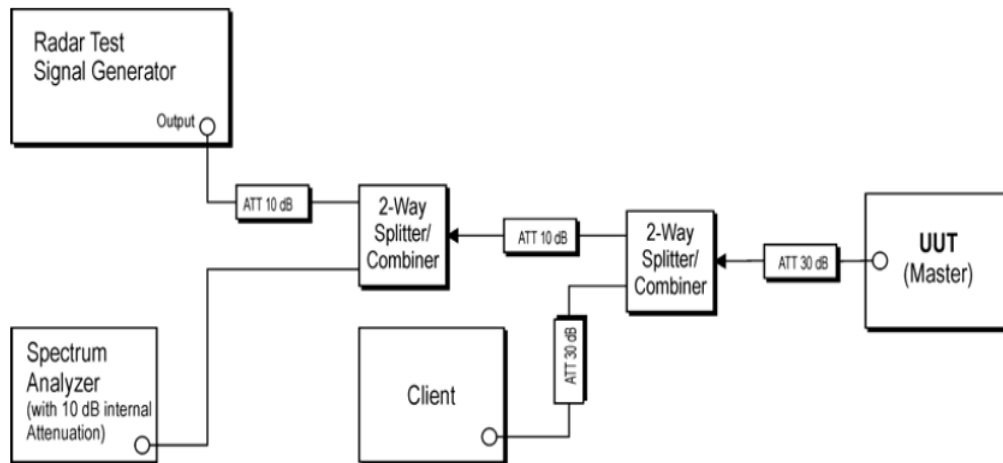 Radar Test
Signal Generator
Output
ATT 10 dB
2-Way
Splitter/
Combiner
ATT 10 dB
2-Way
Splitter/
Combiner
ATT 30 dB
UUT
(Master)
Spectrum
Analyzer
(with 10 dB internal
Attenuation)
Client
ATT 30 dB